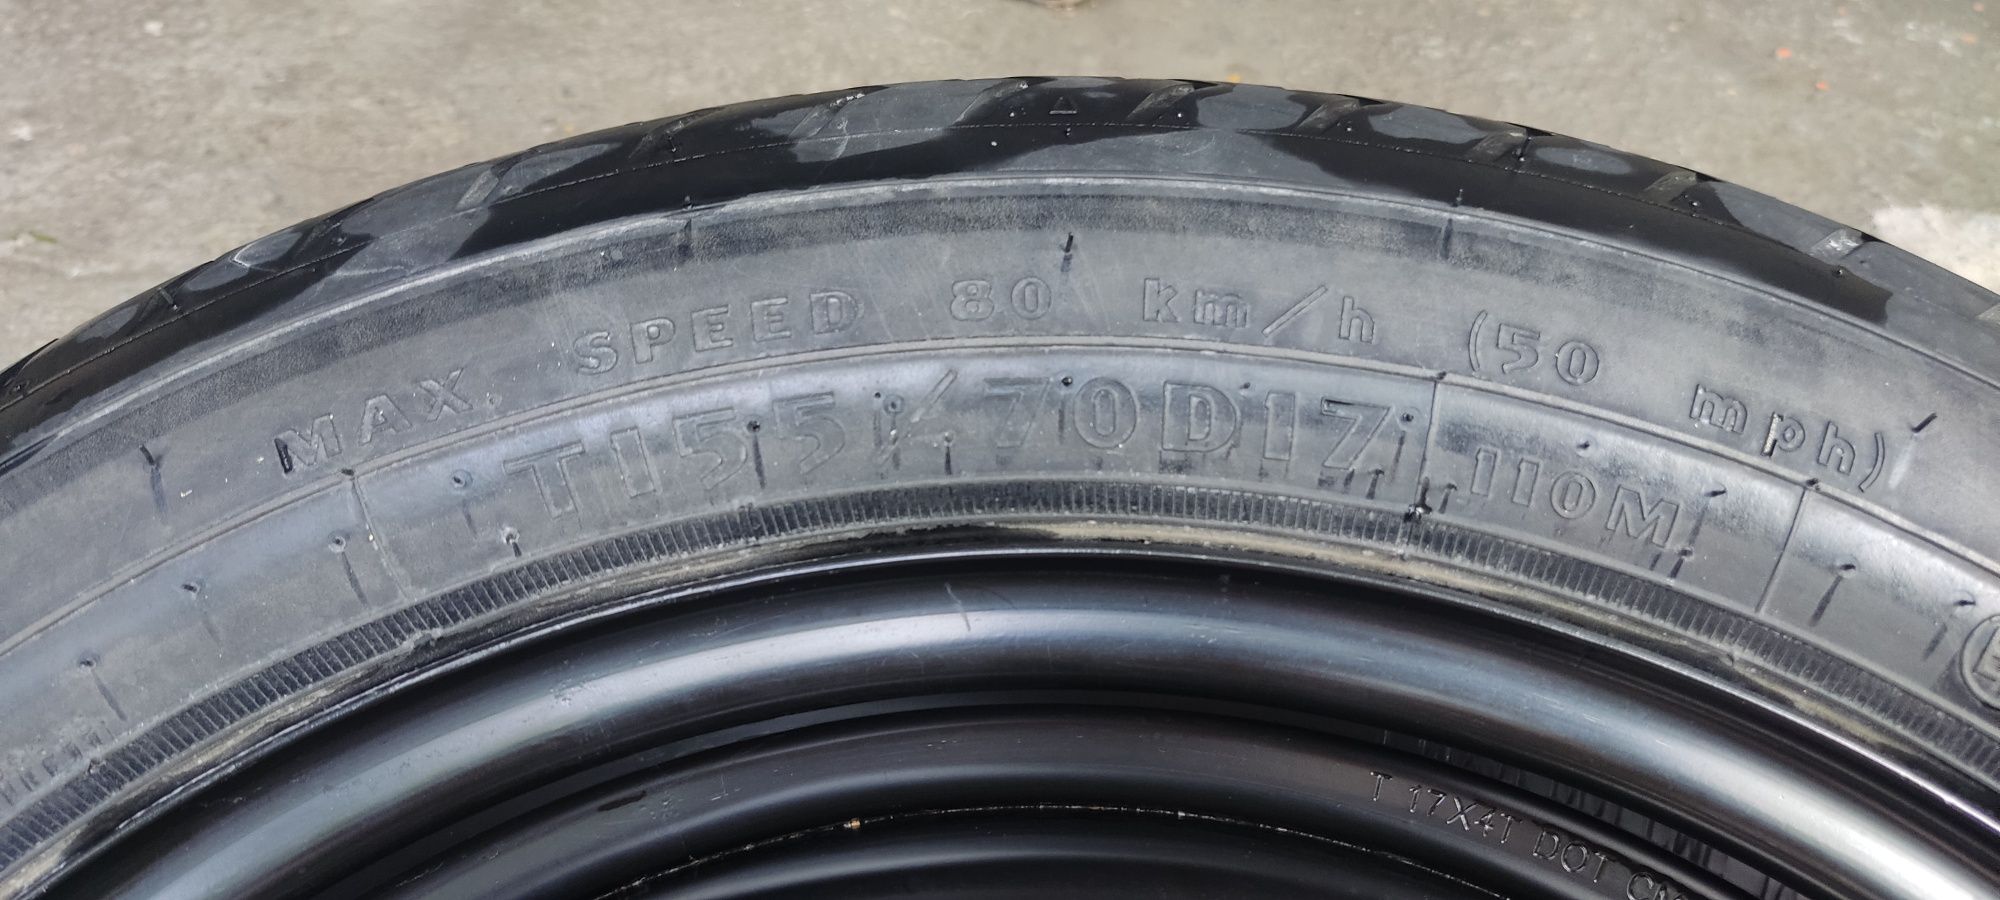 MAX. SPEED 80 km/h (50 mph)
T155/70D17 110M
T 17X4T DOT